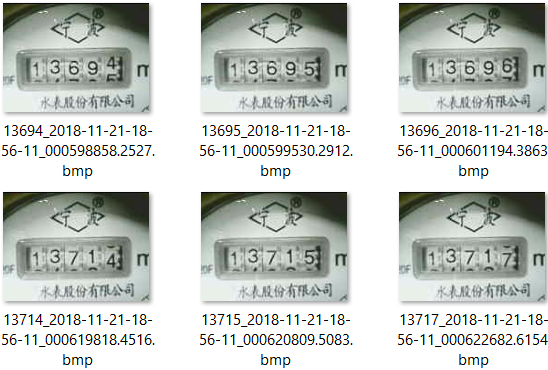 宁波 ®
13694
m
水表股份有限公司
宁波 ®
13695
m
水表股份有限公司
宁波 ®
13696
m
水表股份有限公司
13694_2018-11-21-18-
56-11_000598858.2527.
bmp
13695_2018-11-21-18-
56-11_000599530.2912.
bmp
13696_2018-11-21-18-
56-11_000601194.3863
bmp
宁波 ®
13714
m
水表股份有限公司
宁波 ®
13715
m
水表股份有限公司
宁波 ®
13717
m
水表股份有限公司
13714_2018-11-21-18-
56-11_000619818.4516.
bmp
13715_2018-11-21-18-
56-11_000620809.5083.
bmp
13717_2018-11-21-18-
56-11_000622682.6154
bmp